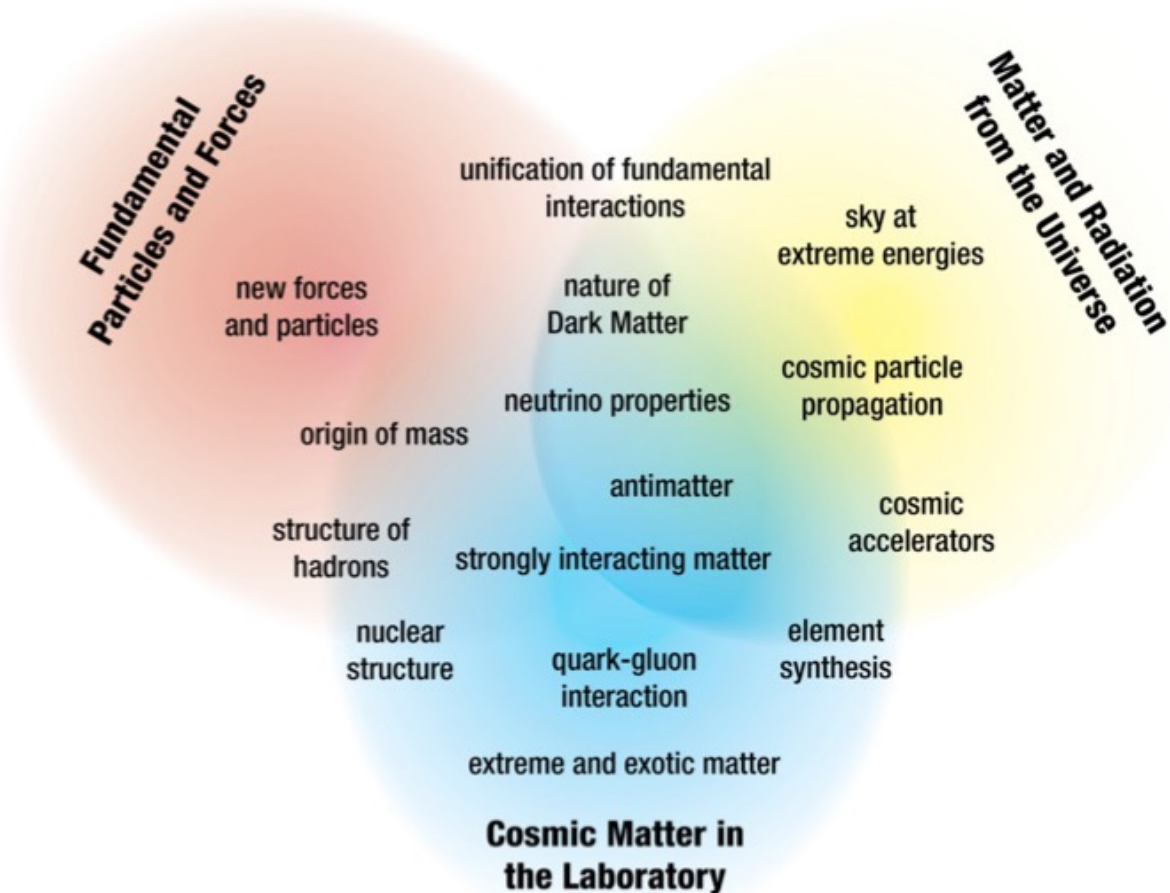 Fundamental
Particles and Forces
Matter and Radiation
from the Universe
unification of fundamental
interactions
sky at
extreme energies
new forces
and particles
nature of
Dark Matter
cosmic particle
propagation
neutrino properties
origin of mass
antimatter
cosmic
accelerators
structure of
hadrons
strongly interacting matter
nuclear
structure
quark-gluon
interaction
element
synthesis
extreme and exotic matter
Cosmic Matter in
the Laboratory